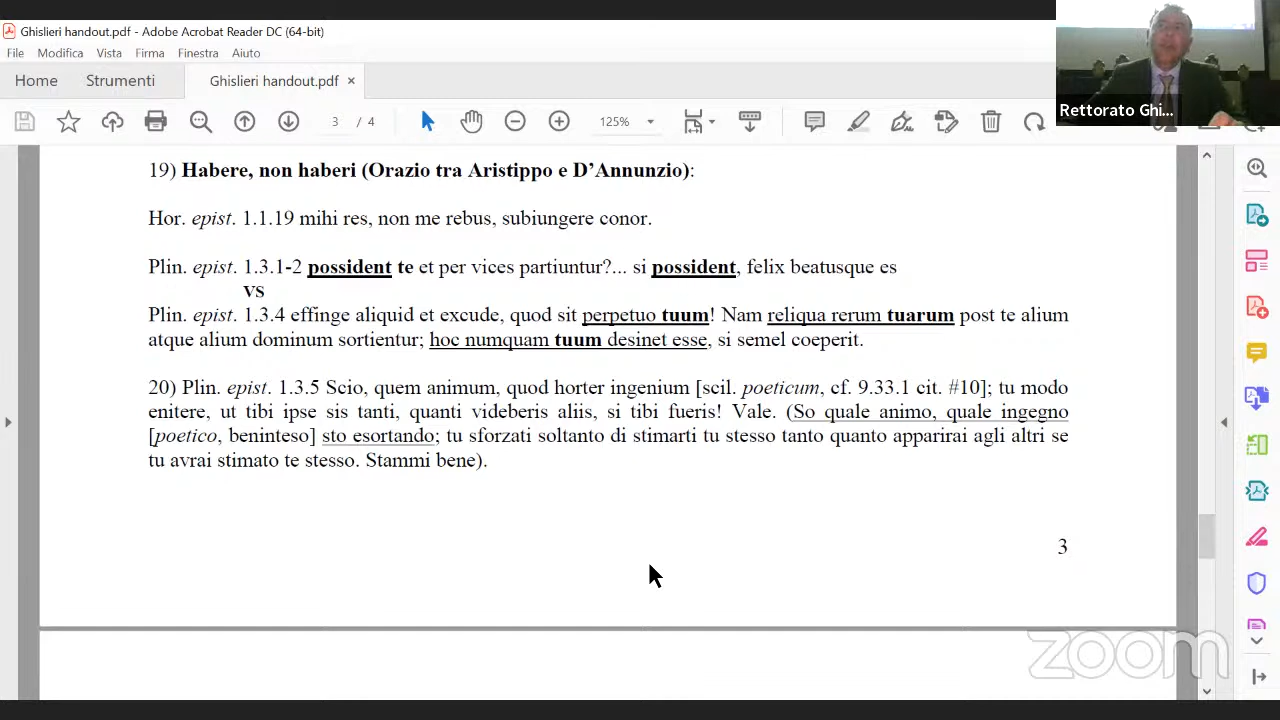 Ghislieri handout.pdf - Adobe Acrobat Reader DC (64-bit)
File Modifica Vista Firma Finestra Aiuto
Home Strumenti Ghislieri handout.pdf ×
3 / 4 125%
Rettorato Ghi...
19) Habere, non haberi (Orazio tra Aristippo e D’Annunzio):
Hor. epist. 1.1.19 mihi res, non me rebus, subiungere conor.
Plin. epist. 1.3.1-2 possident te et per vices partiuntur?... si possident, felix beatusque es
VS
Plin. epist. 1.3.4 effinge aliquid et excude, quod sit perpetuo tuum! Nam reliqua rerum tuarum post te alium
atque alium dominum sortientur; hoc numquam tuum desinet esse, si semel coeperit.
20) Plin. epist. 1.3.5 Scio, quem animum, quod horter ingenium [scil. poeticum, cf. 9.33.1 cit. #10]; tu modo
enitere, ut tibi ipse sis tanti, quanti videberis aliis, si tibi fueris! Vale. (So quale animo, quale ingegno
[poetico, beninteso] sto esortando; tu sforzati soltanto di stimarti tu stesso tanto quanto apparirai agli altri se
tu avrai stimato te stesso. Stammi bene).
3
zoom